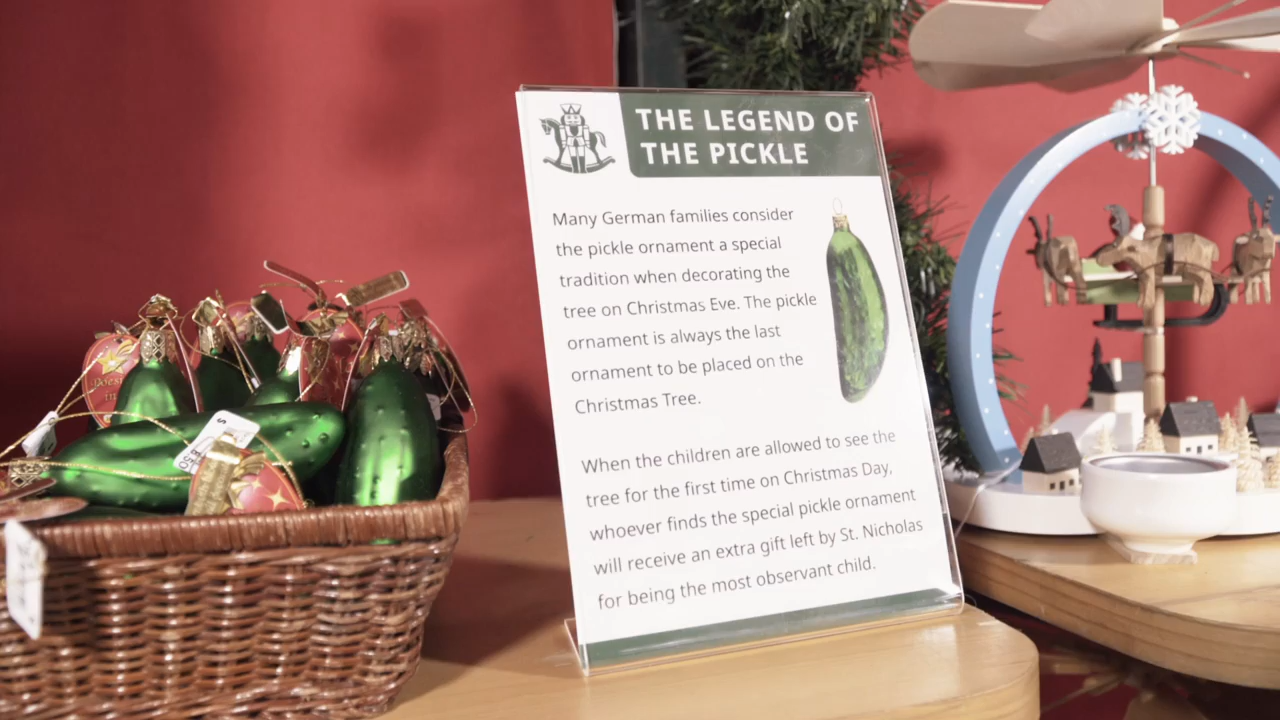 THE LEGEND OF
THE PICKLE
Many German families consider
the pickle ornament a special
tradition when decorating the
tree on Christmas Eve. The pickle
ornament is always the last
ornament to be placed on the
Christmas Tree.
When the children are allowed to see the
tree for the first time on Christmas Day,
whoever finds the special pickle ornament
will receive an extra gift left by St. Nicholas
for being the most observant child.